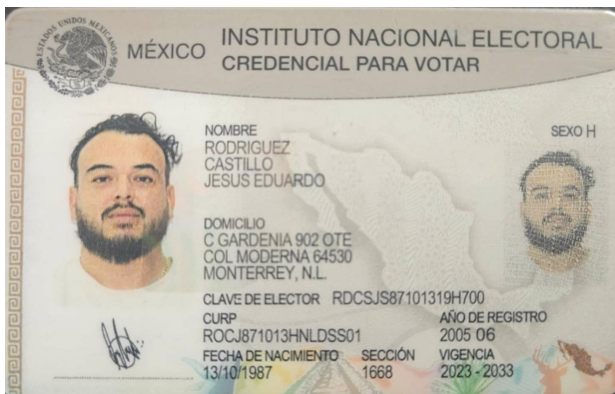 ESTADOS UNIDOS MEXICANOS
MÉXICO
INSTITUTO NACIONAL ELECTORAL
CREDENCIAL PARA VOTAR
NOMBRE
SEXO H
RODRIGUEZ
CASTILLO
JESUS EDUARDO
DOMICILIO
C GARDENIA 902 OTE
COL MODERNA 64530
MONTERREY, N.L.
CLAVE DE ELECTOR RDCSJS87101319H700
CURP
AÑO DE REGISTRO
ROCJ871013HNLDSS01
2005 06
FECHA DE NACIMIENTO SECCIÓN VIGENCIA
13/10/1987 1668 2023 - 2033